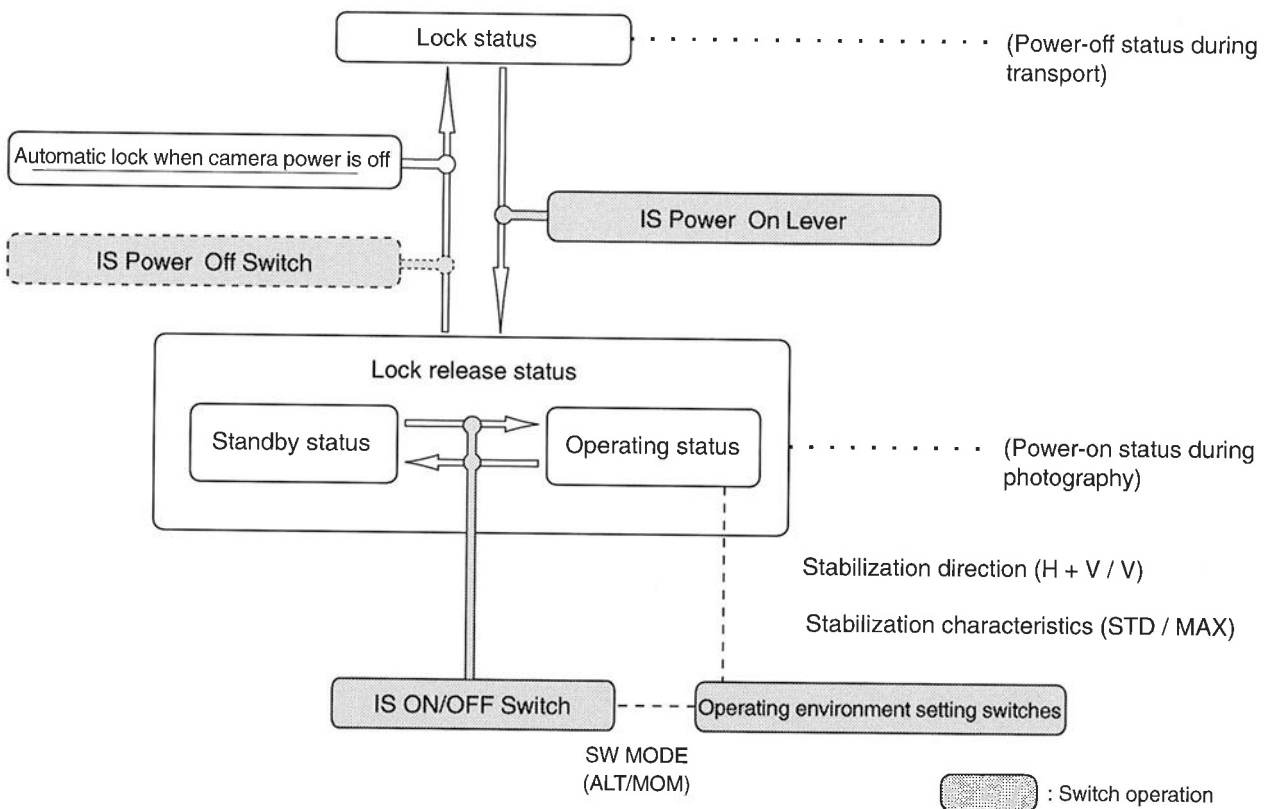 Lock status
(Power-off status during
transport)
Automatic lock when camera power is off
IS Power On Lever
IS Power Off Switch
Lock release status
Standby status
Operating status
(Power-on status during
photography)
Stabilization direction (H + V / V)
Stabilization characteristics (STD / MAX)
IS ON/OFF Switch
Operating environment setting switches
SW MODE
(ALT/MOM)
: Switch operation